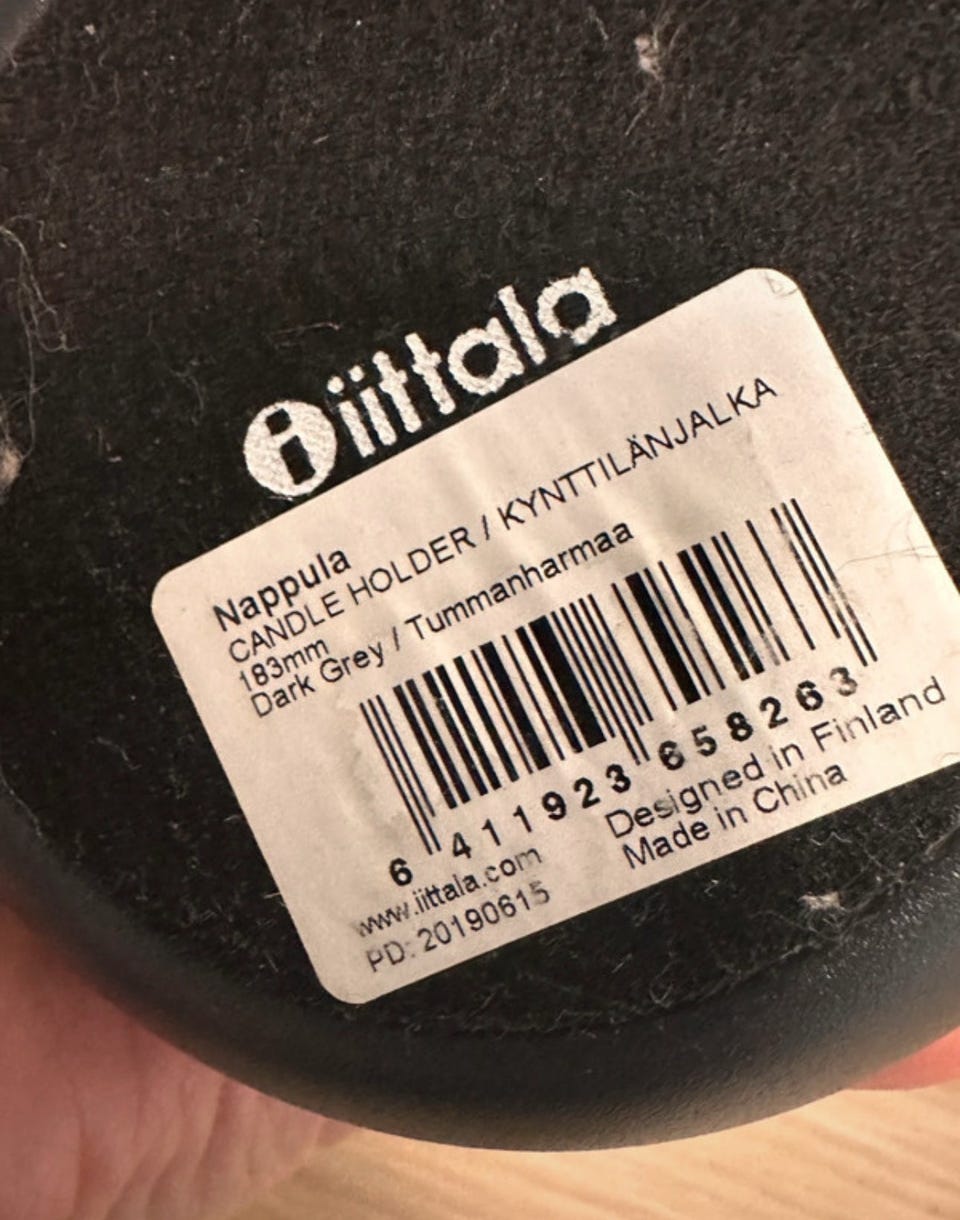 iittala
Nappula
CANDLE HOLDER / KYNTTILÄNJALKA
183mm
Dark Grey / Tummanharmaa
6 411923 658263
www.iittala.com
Designed in Finland
PD: 20190615
Made in China